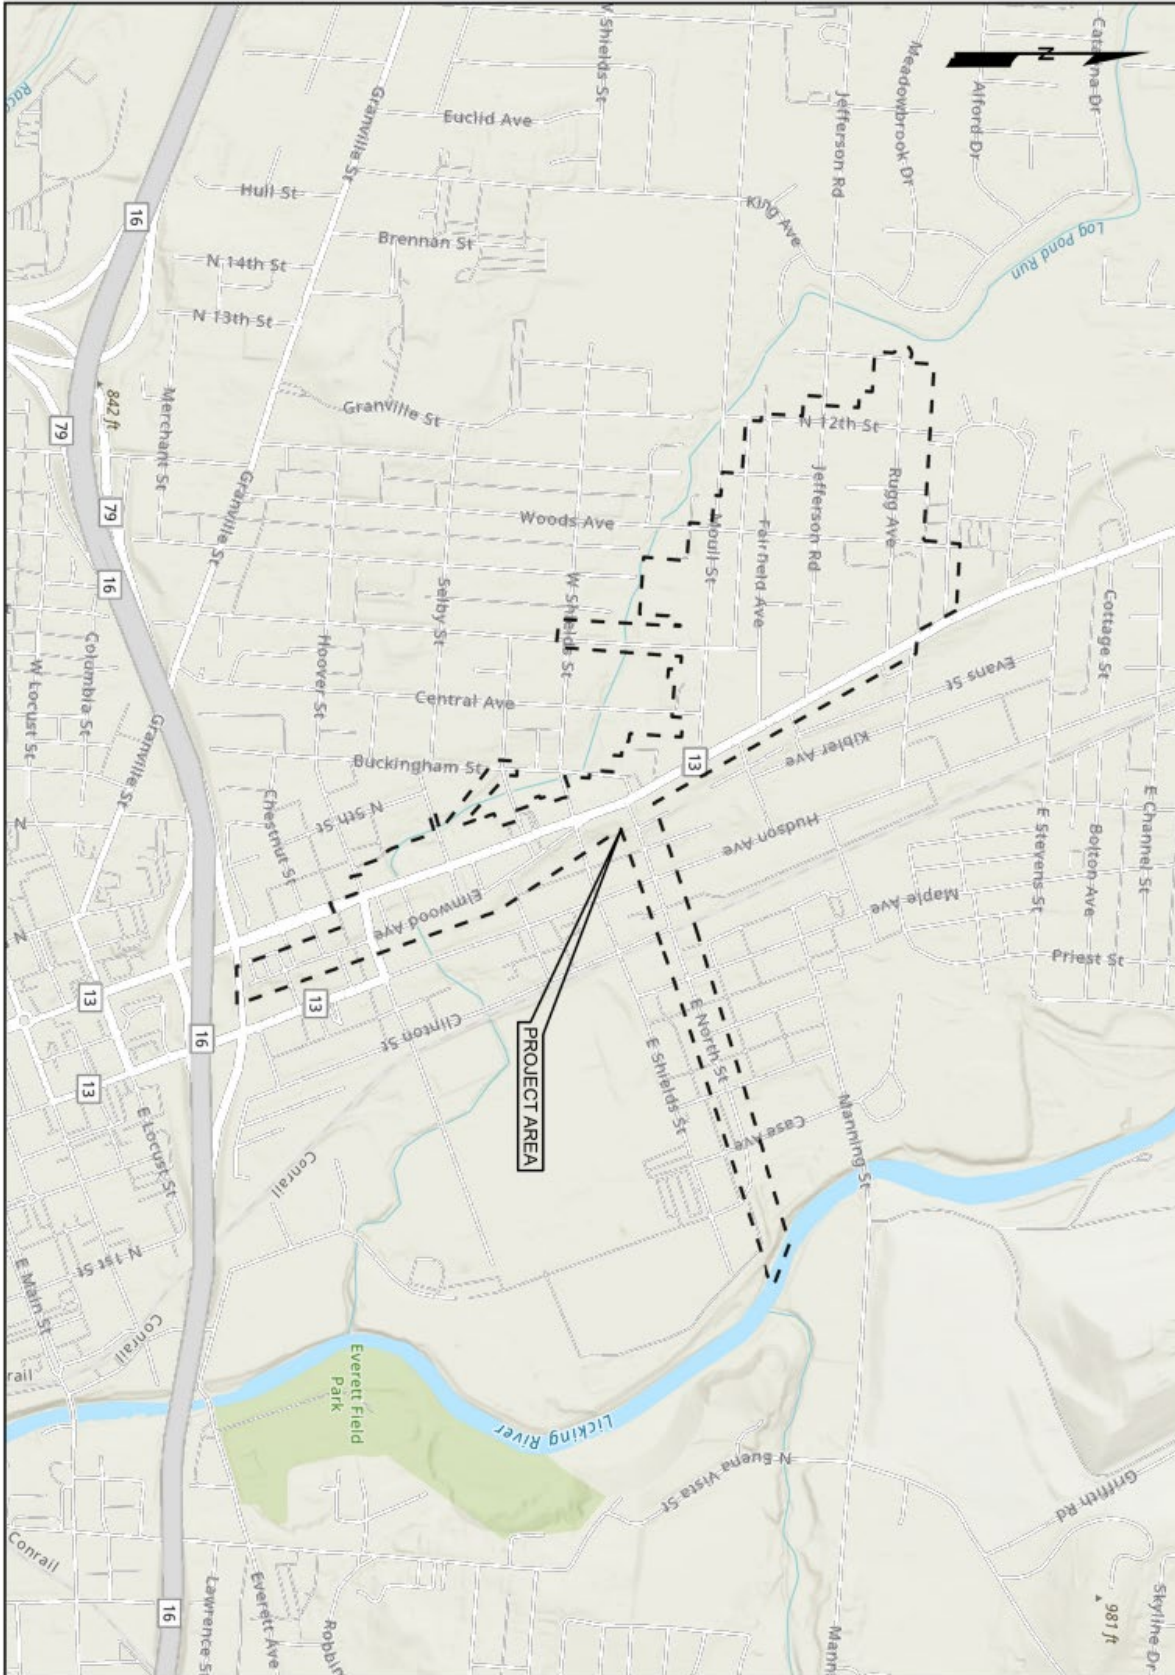 Skyline Dr
E Channel St
Griffith Rd
981 ft
Catalina Dr
Cottage St
Bolton Ave
Priest St
Log Pond Run
N
E Stevens St
Alford Dr
Evans St
Meadowbrook Dr
Maple Ave
Rugg Ave
Jefferson Rd
Manning St
N 12th St
Kibler Ave
Jefferson Rd
Hudson Ave
King Ave
Fairfield Ave
Case Ave
N Buena Vista St
Moull St
E North St
13
E Shields St
W Shields St
Licking River
W Shields St
Woods Ave
PROJECT AREA
Euclid Ave
Central Ave
Selby St
Elmwood Ave
Clinton St
Brennan St
Granville St
Buckingham St
N 5th St
Everett Field
Park
Granville St
Hoover St
13
Conrail
Hull St
Chestnut St
N 14th St
N 13th St
Everett Ave
Granville St
Lawrence St
16
16
Merchant St
E Locust St
Granville St
16
842 ft
79
16
Conrail
N 1st St
Columbia St
13
13
79
W Locust St
E Main St
Conrail
N
N
rail